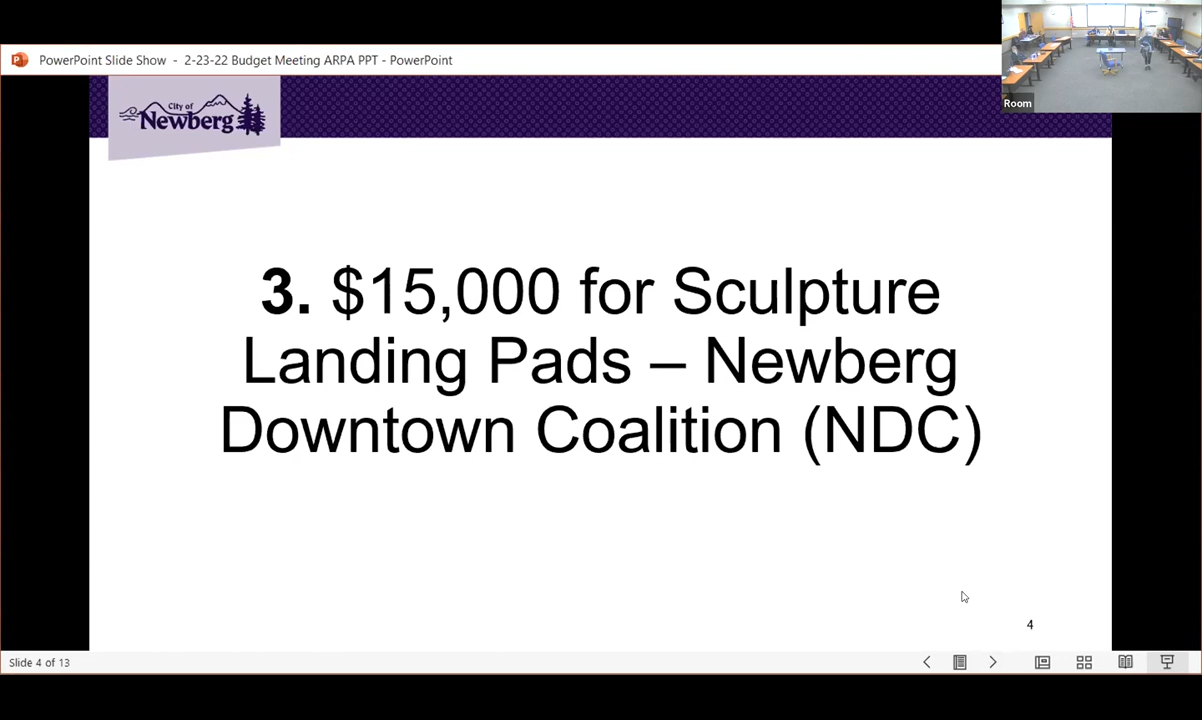 PowerPoint Slide Show - 2-23-22 Budget Meeting ARPA PPT - PowerPoint
Room
City of
Newberg
3. $15,000 for Sculpture
Landing Pads – Newberg
Downtown Coalition (NDC)
4
Slide 4 of 13